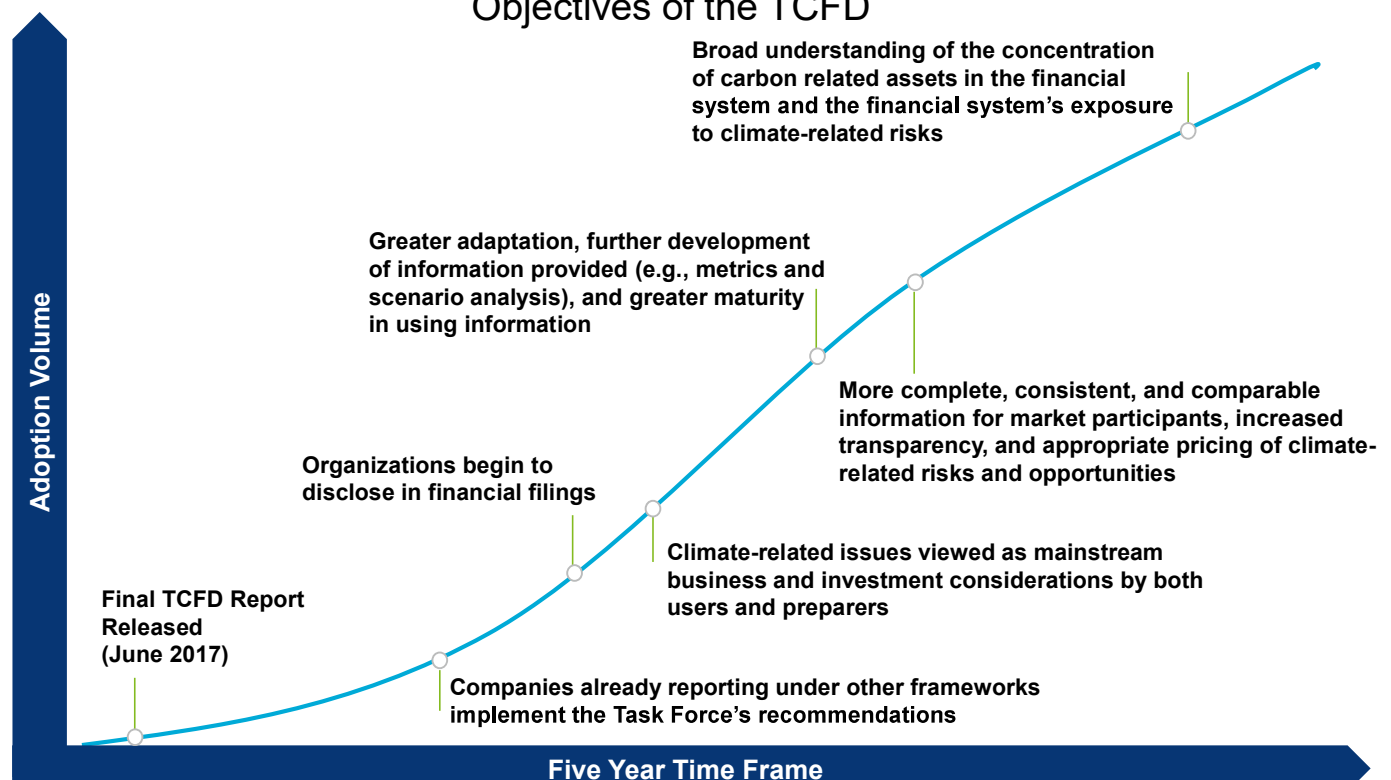 Objectives of the TCFD
Broad understanding of the concentration
of carbon related assets in the financial
system and the financial system's exposure
to climate-related risks
Greater adaptation, further development
of information provided (e.g., metrics and
scenario analysis), and greater maturity
in using information
More complete, consistent, and comparable
information for market participants, increased
transparency, and appropriate pricing of climate-
related risks and opportunities
Organizations begin to
disclose in financial filings
Climate-related issues viewed as mainstream
business and investment considerations by both
users and preparers
Final TCFD Report
Released
(June 2017)
Companies already reporting under other frameworks
implement the Task Force's recommendations
Adoption Volume
Five Year Time Frame